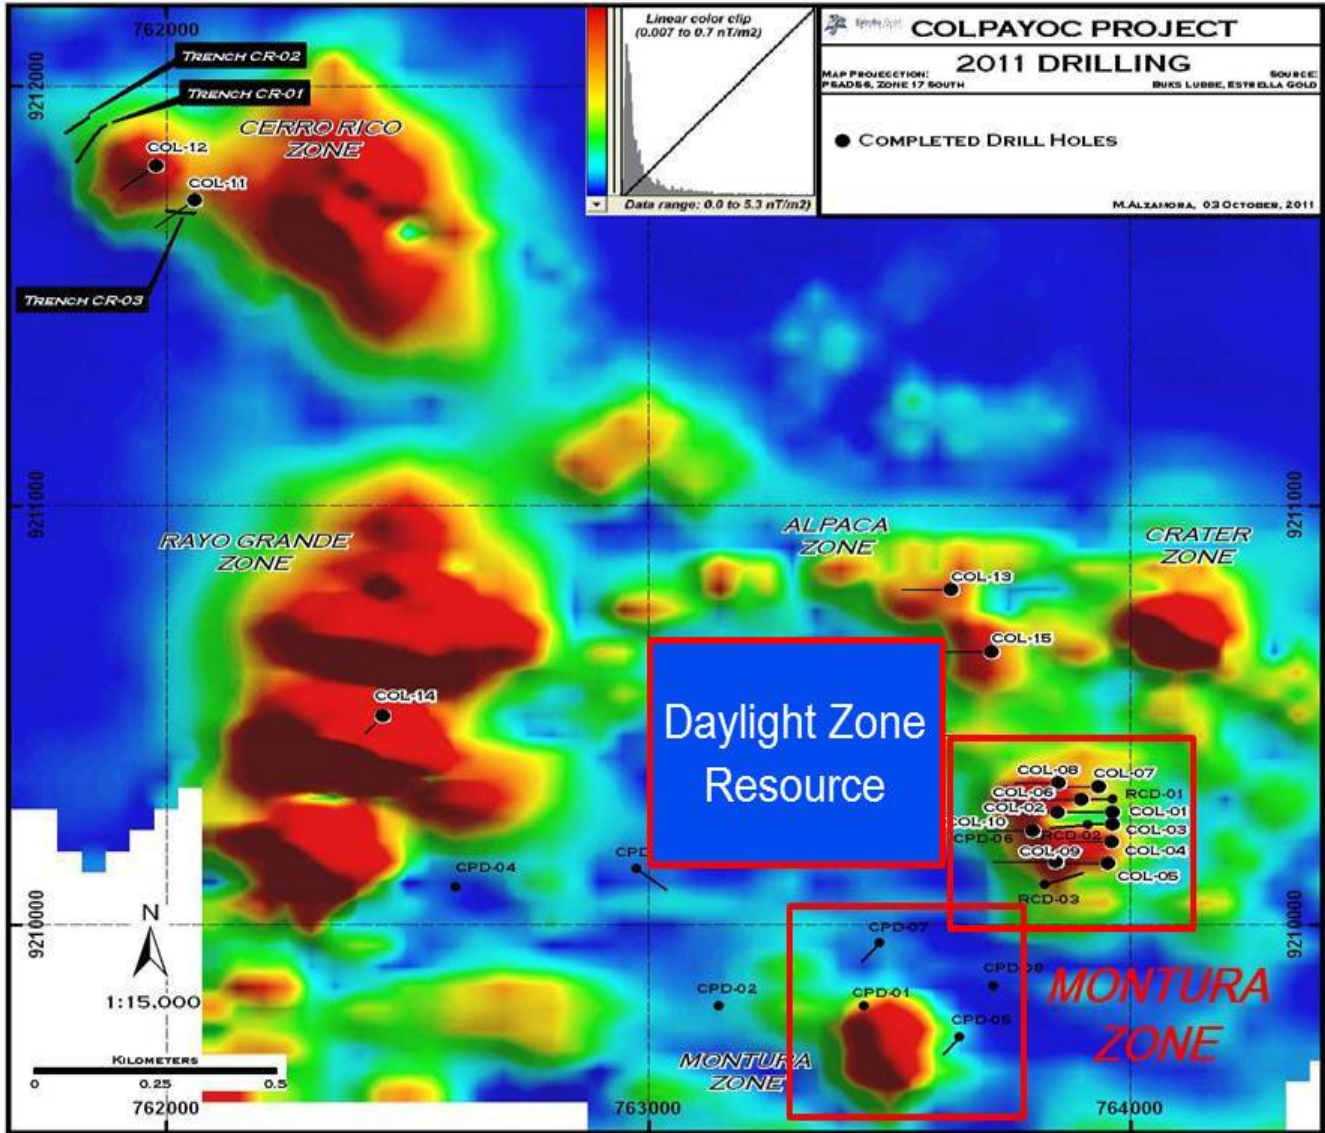 762000
Linear color clip
(0.007 to 0.7 nT/m2)
Data range: 0.0 to 5.3 nT/m2)
COLPAYOC PROJECT
2011 DRILLING
MAP PROJECCTION:
PSAD56, ZONE 17 SOUTH
SOURCE:
BUKS LUBBE, ESTRELLA GOLD
COMPLETED DRILL HOLES
M.ALZAMORA, 03 OCTOBER, 2011
TRENCH CR-02
9212000
TRENCH CR-01
CERRO RICO
ZONE
COL-12
COL-11
TRENCH CR-03
9211000
9211000
RAYO GRANDE
ZONE
ALPACA
ZONE
CRATER
ZONE
COL-13
COL-15
COL-14
Daylight Zone
Resource
COL-08
COL-07
COL-06
RCD-01
COL-02
COL-01
COL-10
COL-03
CPD-06
RCD-02
COL-04
COL-09
COL-05
RCD-03
CPD-04
CPD
9210000
9210000
CPD-07
N
1:15,000
CPD-02
CPD-01
CPD-08
CPD-05
MONTURA
ZONE
MONTURA
ZONE
KILOMETERS
0
0.25
0.5
762000
763000
764000